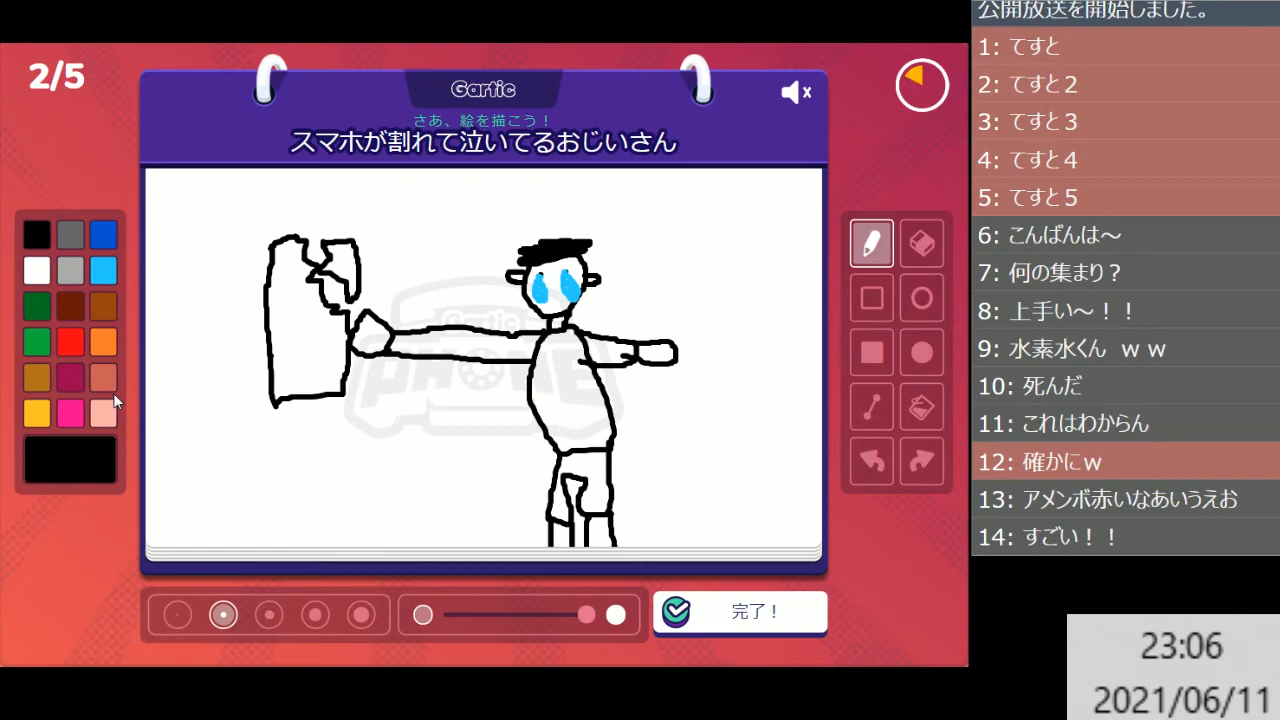 2/5
Gartic
さあ、絵を描こう！
スマホが割れて泣いてるおじいさん
Gartic
PHONE
完了！
公開放送を開始しました。
1: てすと
2: てすと２
3: てすと３
4: てすと４
5: てすと５
6: こんばんは～
7: 何の集まり？
8: 上手い～！！
9: 水素水くん　ｗｗ
10: 死んだ
11: これはわからん
12: 確かにｗ
13: アメンボ赤いなあいうえお
14: すごい！！
23:06
2021/06/11